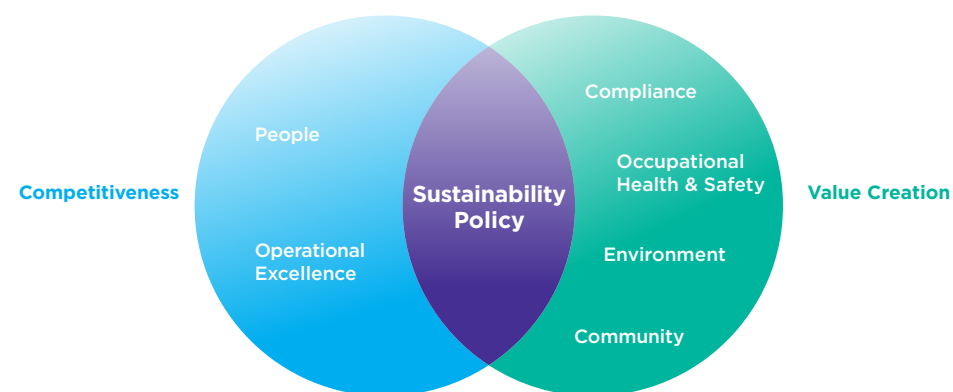 Competitiveness
People
Operational
Excellence
Sustainability
Policy
Compliance
Occupational
Health & Safety
Environment
Community
Value Creation